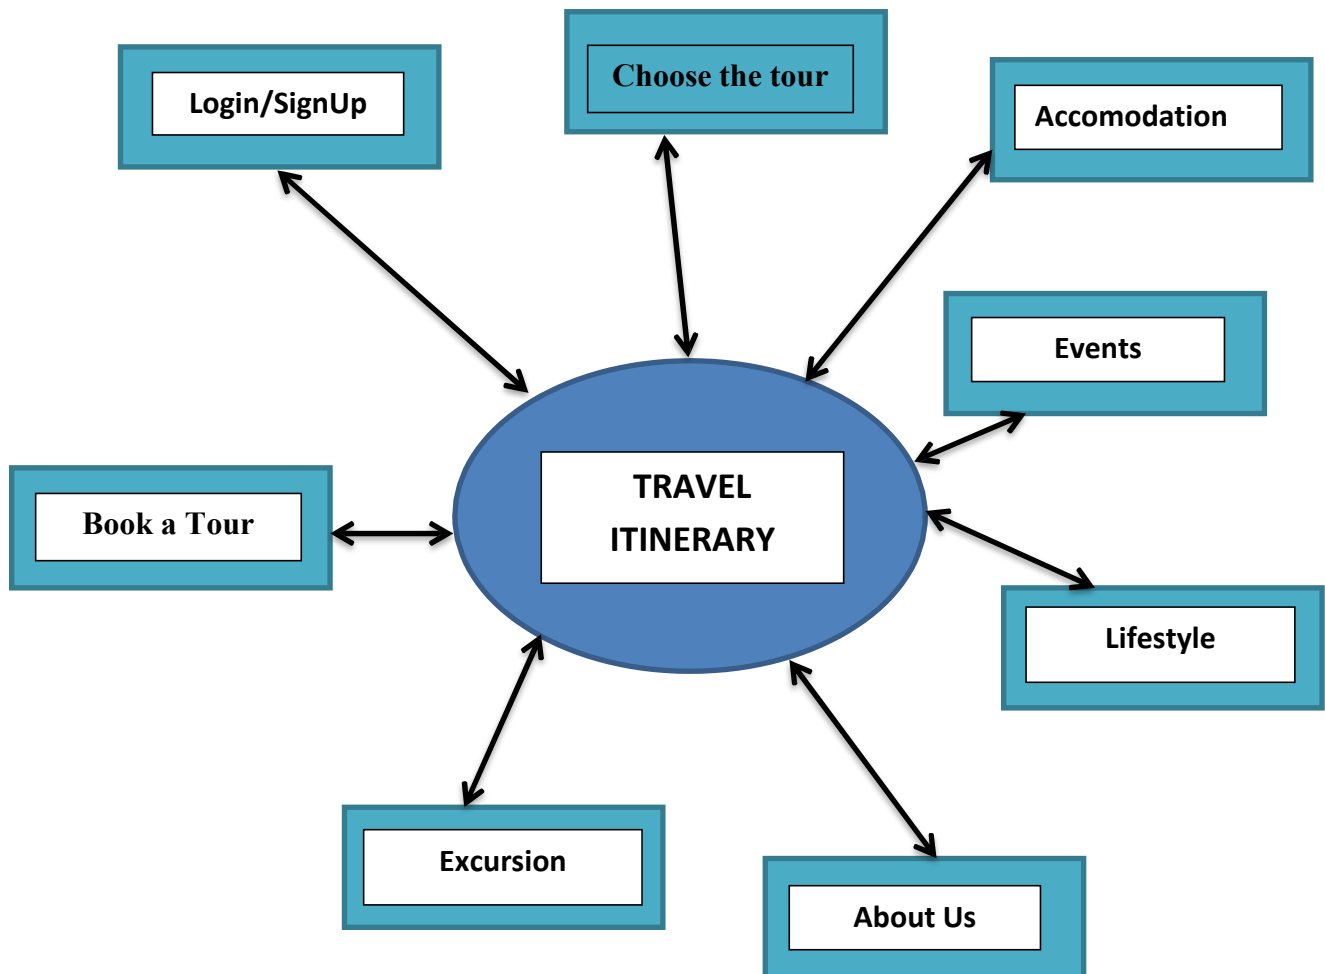 Choose the tour
Login/SignUp
Accomodation
Events
TRAVEL
ITINERARY
Book a Tour
Lifestyle
Excursion
About Us